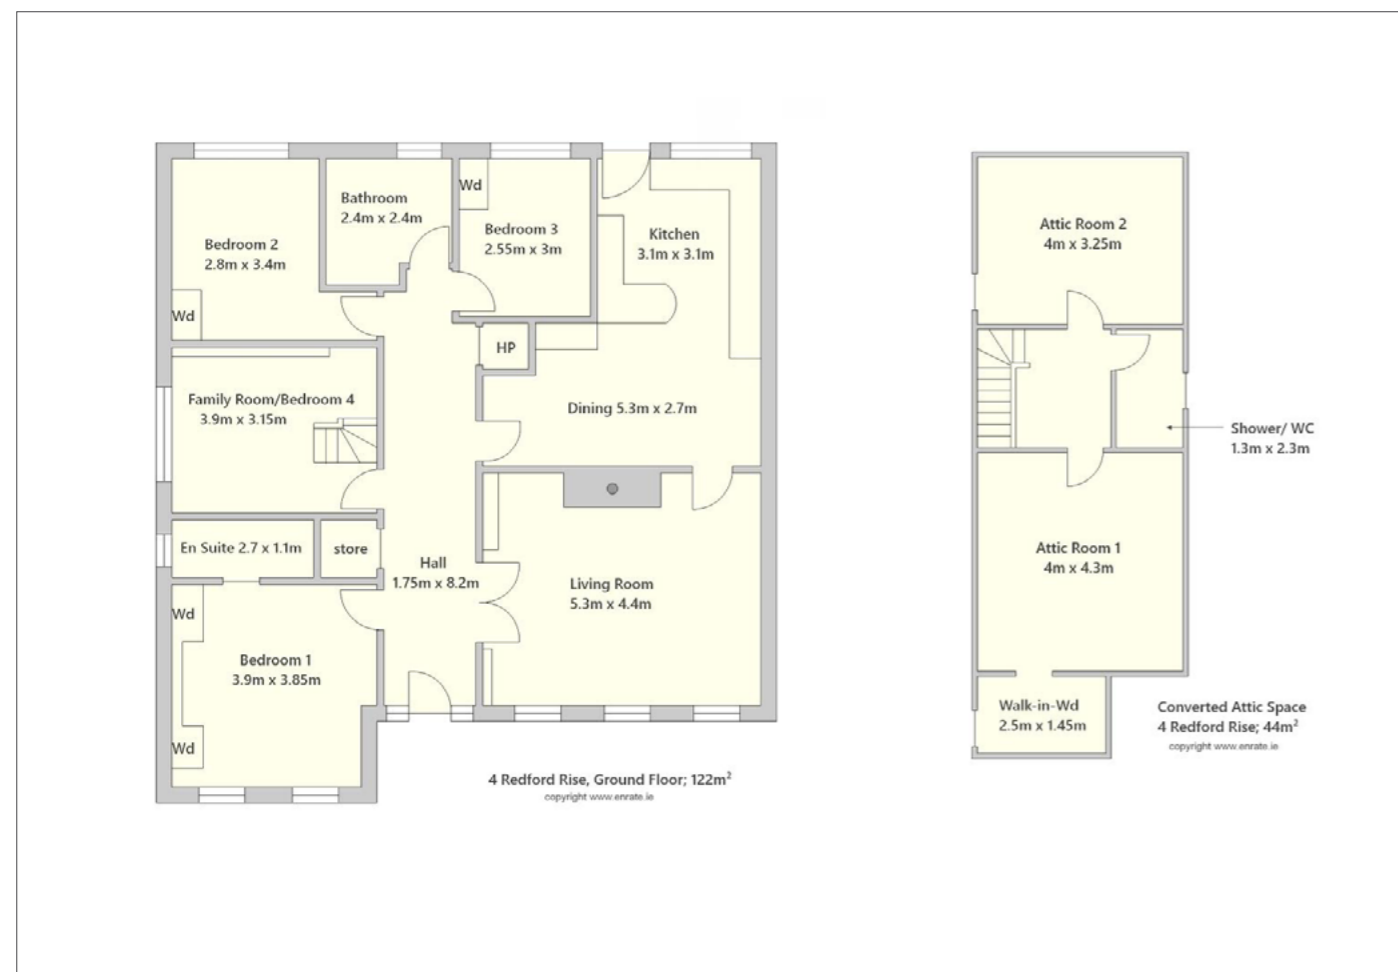 Wd
Bathroom
2.4m x 2.4m
Wd
Bedroom 3
2.55m x 3m
Kitchen
3.1m x 3.1m
Bedroom 2
2.8m x 3.4m
Wd
HP
Family Room/Bedroom 4
3.9m x 3.15m
Dining 5.3m x 2.7m
En Suite 2.7 x 1.1m
store
Hall
1.75m x 8.2m
Living Room
5.3m x 4.4m
Wd
Bedroom 1
3.9m x 3.85m
Wd
4 Redford Rise, Ground Floor; 122m²
copyright www.enrate.ie
Attic Room 2
4m x 3.25m
Shower/ WC
1.3m x 2.3m
Attic Room 1
4m x 4.3m
Walk-in-Wd
2.5m x 1.45m
Converted Attic Space
4 Redford Rise; 44m²
copyright www.enrate.ie